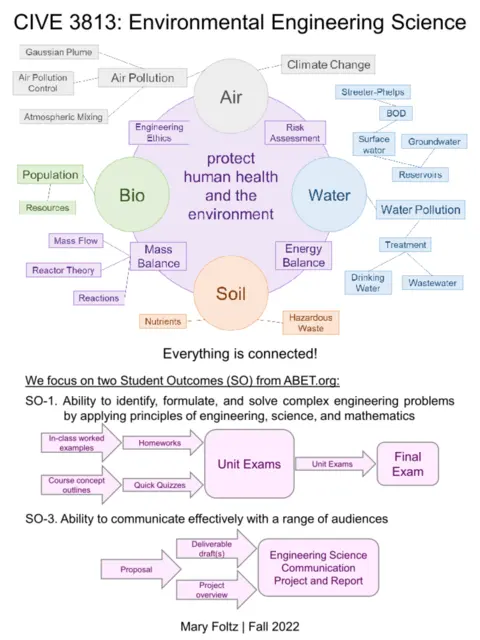 CIVE 3813: Environmental Engineering Science
Gaussian Plume
Air Pollution
Control
Atmospheric Mixing
Air Pollution
Air
Climate Change
Streeter-Phelps
BOD
Surface
water
Groundwater
Reservoirs
Engineering
Ethics
Risk
Assessment
protect
human health
and the
environment
Population
Resources
Bio
Water
Water Pollution
Treatment
Drinking
Water
Wastewater
Mass Flow
Reactor Theory
Reactions
Mass
Balance
Energy
Balance
Soil
Nutrients
Hazardous
Waste
Everything is connected!
We focus on two Student Outcomes (SO) from ABET.org:
SO-1. Ability to identify, formulate, and solve complex engineering problems
by applying principles of engineering, science, and mathematics
In-class worked
examples
Homeworks
Course concept
outlines
Quick Quizzes
Unit Exams
Unit Exams
Final
Exam
SO-3. Ability to communicate effectively with a range of audiences
Proposal
Deliverable
draft(s)
Project
overview
Engineering Science
Communication
Project and Report
Mary Foltz | Fall 2022